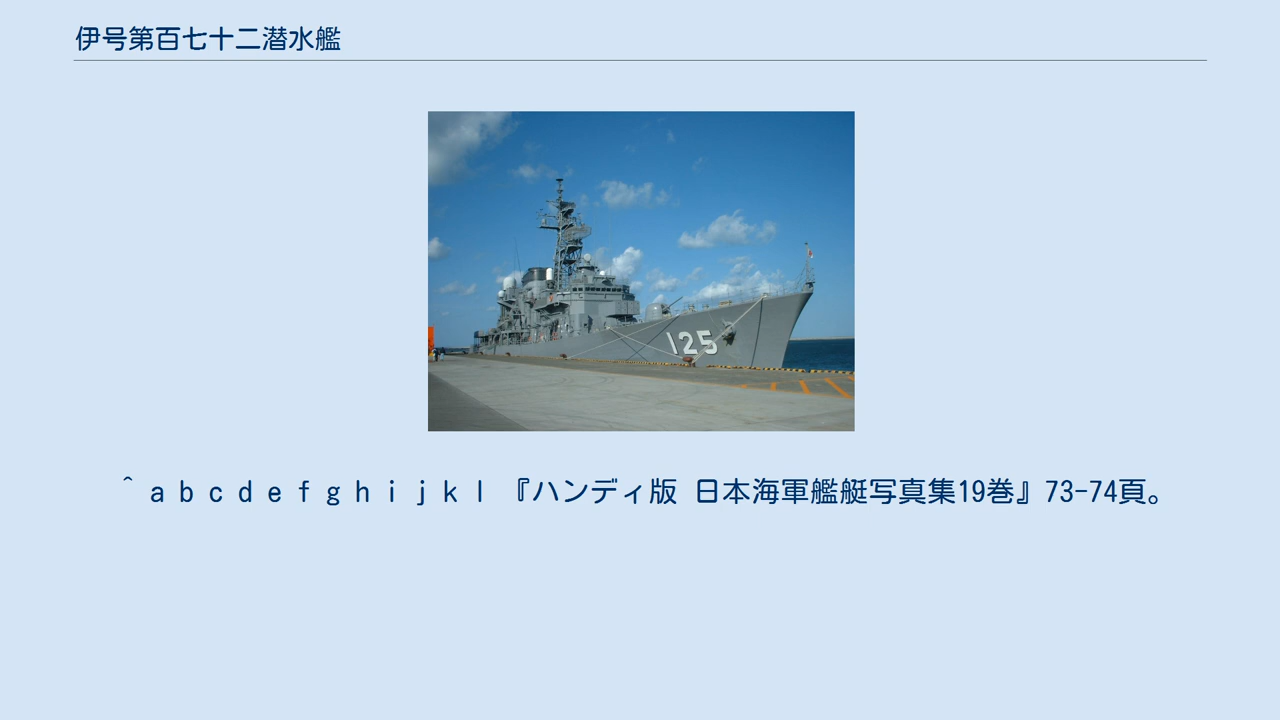 伊号第百七十二潜水艦
125
^ a b c d e f g h i j k l 『ハンディ版 日本海軍艦艇写真集19巻』73-74頁。